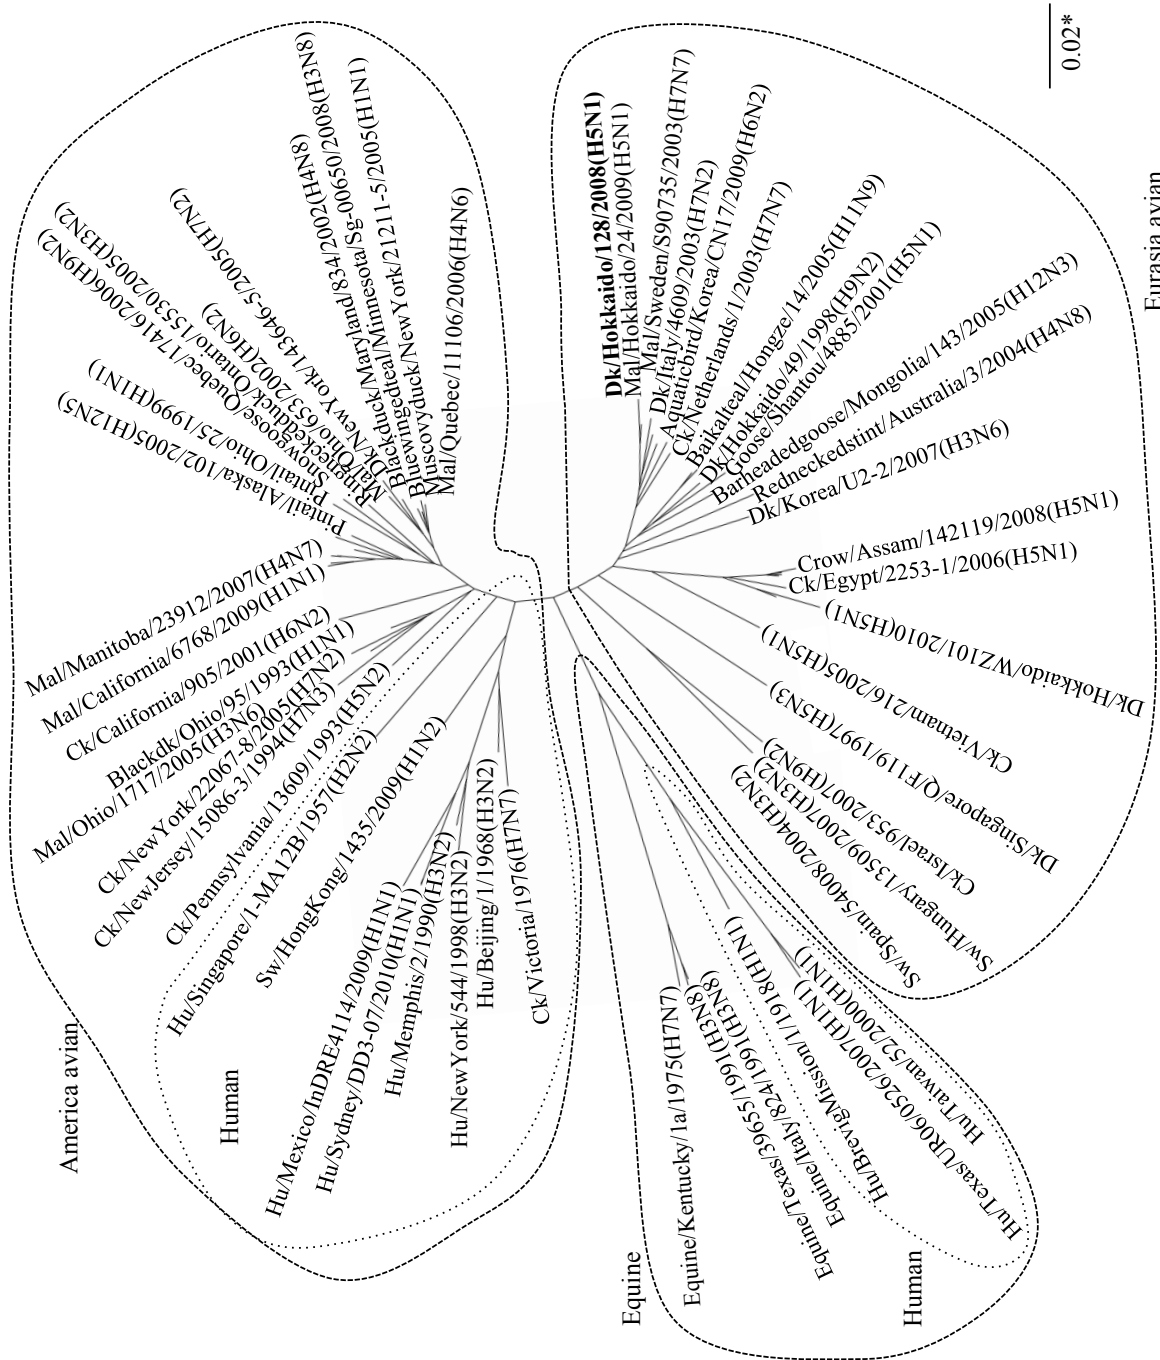 0.02*
Eurasia avian
America avian
Human
Equine
Human
Dk/Hokkaido/128/2008(H5N1)
Mal/Hokkaido/24/2009(H5N1)
Mal/Sweden/S90735/2003(H7N7)
Dk/Italy/4609/2003(H7N2)
Aquaticbird/Korea/CN17/2009(H6N2)
Ck/Netherlands/1/2003(H7N7)
Baikalteal/Hongze/14/2005(H11N9)
Dk/Hokkaido/49/1998(H9N2)
Goose/Shantou/4885/2001(H5N1)
Barheadedgoose/Mongolia/143/2005(H12N3)
Redneckedstint/Australia/3/2004(H4N8)
Dk/Korea/U2-2/2007(H3N6)
Crow/Assam/142119/2008(H5N1)
Ck/Egypt/2253-1/2006(H5N1)
Dk/Hokkaido/WZ101/2010(H5N1)
Ck/Vietnam/216/2005(H5N1)
Dk/Singapore/Q/F119/1997(H5N3)
Ck/Israel/953/2007(H9N2)
Sw/Hungary/13509/2007(H3N2)
Sw/Spain/54008/2004(H3N2)
Hu/Taiwan/52/2000(H1N1)
Hu/Texas/UR06/0526/2007(H1N1)
Hu/BrevigMission/1/1918(H1N1)
Equine/Italy/824/1991(H3N8)
Equine/Texas/39655/1991(H3N8)
Equine/Kentucky/1a/1975(H7N7)
Ck/Victoria/1976(H7N7)
Hu/Beijing/1/1968(H3N2)
Hu/NewYork/544/1998(H3N2)
Hu/Memphis/2/1990(H3N2)
Hu/Sydney/DD3-07/2010(H1N1)
Hu/Mexico/InDRE4114/2009(H1N1)
Sw/HongKong/1435/2009(H1N2)
Hu/Singapore/1-MA12B/1957(H2N2)
Ck/Pennsylvania/13609/1993(H5N2)
Ck/NewJersey/15086-3/1994(H7N3)
Ck/NewYork/22067-8/2005(H7N2)
Mal/Ohio/1717/2005(H3N6)
Blackdk/Ohio/95/1993(H1N1)
Ck/California/905/2001(H6N2)
Mal/California/6768/2009(H1N1)
Mal/Manitoba/23912/2007(H4N7)
Pintail/Alaska/102/2005(H12N5)
Pintail/Ohio/25/1999(H1N1)
Snowgoose/Quebec/17416/2006(H9N2)
Ringneckedduck/Ontario/15530/2005(H3N2)
Mal/Ohio/653/2002(H6N2)
Dk/NewYork/143646-5/2005(H7N2)
Blackduck/Maryland/834/2002(H4N8)
Bluewingedteal/Minnesota/Sg-00650/2008(H3N8)
Muscovyduck/NewYork/21211-5/2005(H1N1)
Mal/Quebec/11106/2006(H4N6)